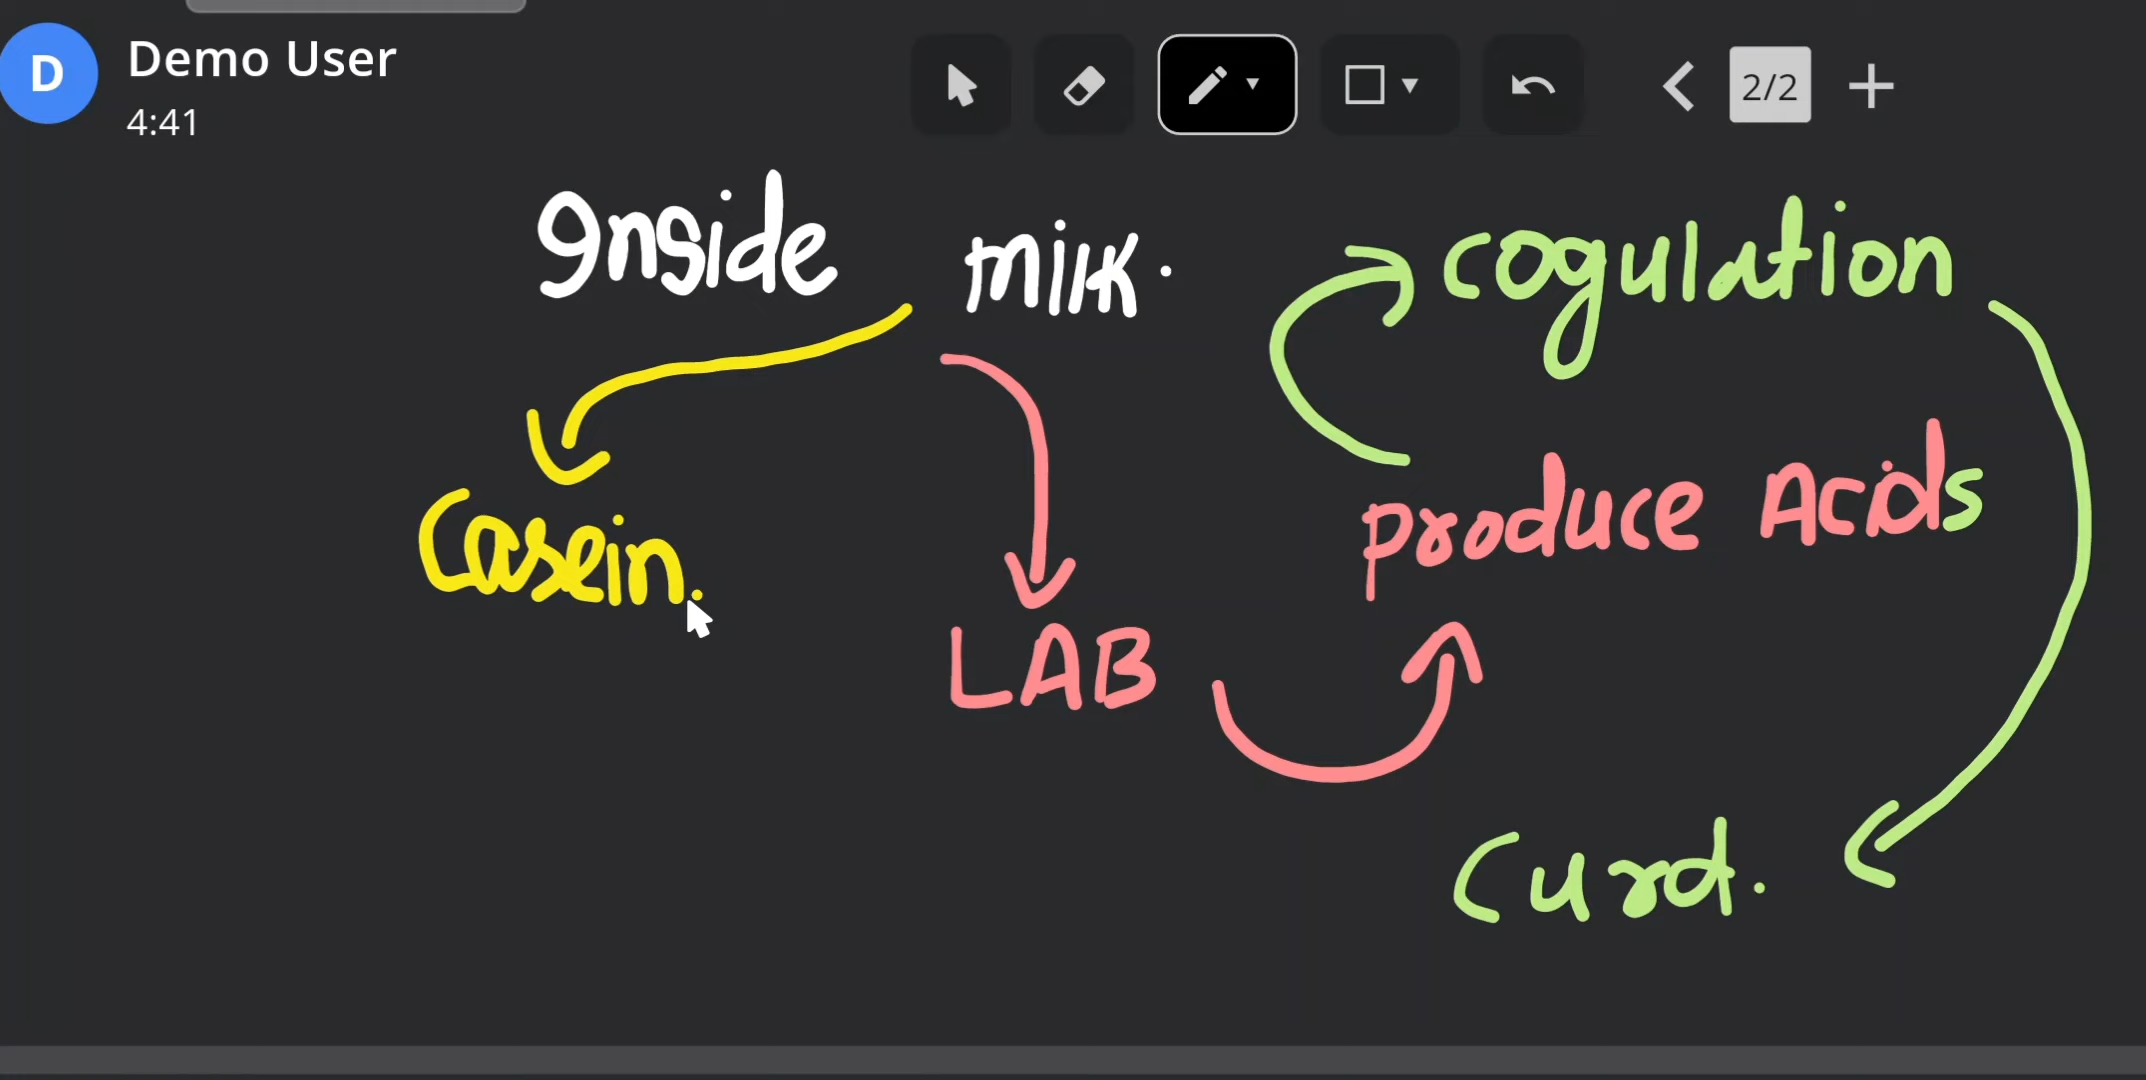 D
Demo User
4:41
2/2
Inside milk.
cogulation
produce Acids
Casein.
LAB
Curd.